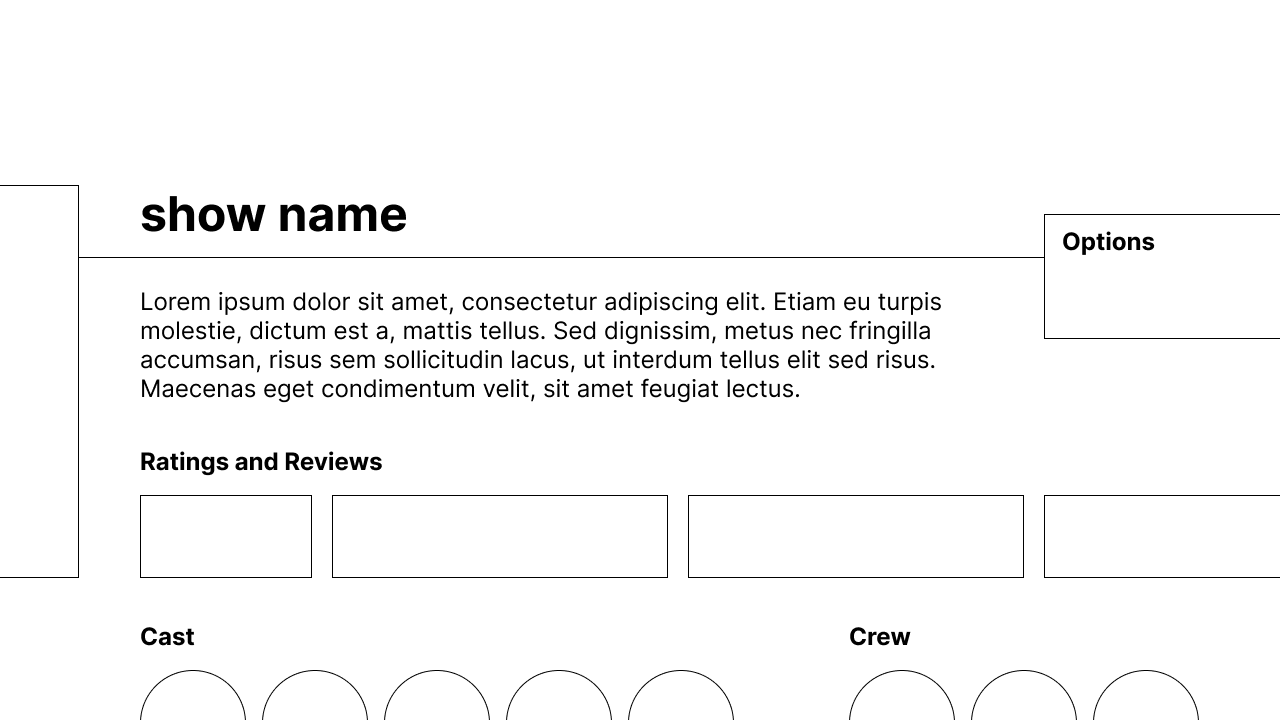 show name
Options
Lorem ipsum dolor sit amet, consectetur adipiscing elit. Etiam eu turpis
molestie, dictum est a, mattis tellus. Sed dignissim, metus nec fringilla
accumsan, risus sem sollicitudin lacus, ut interdum tellus elit sed risus.
Maecenas eget condimentum velit, sit amet feugiat lectus.
Ratings and Reviews
Cast
Crew